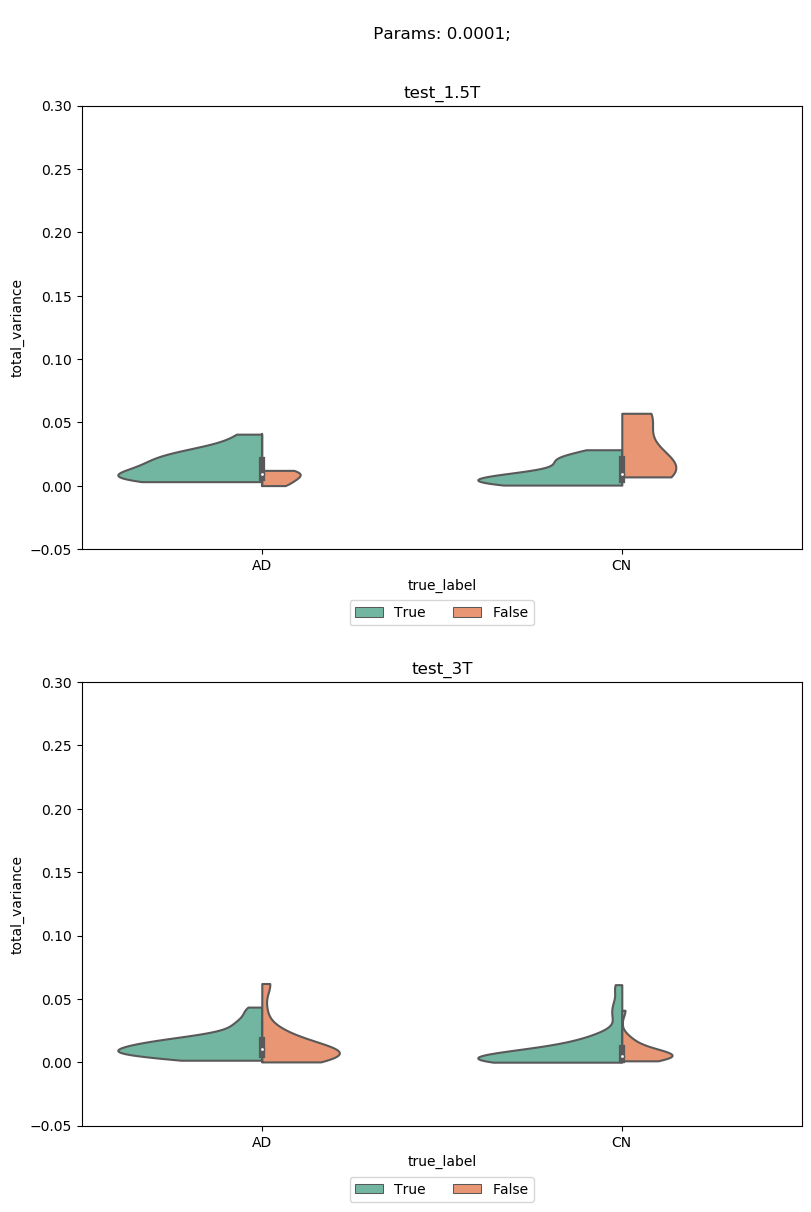 Params: 0.0001;
test_1.5T
0.30
0.25
0.20
0.15
0.10
0.05
0.00
−0.05
total_variance
AD CN
true_label
True False
test_3T
0.30
0.25
0.20
0.15
0.10
0.05
0.00
−0.05
total_variance
AD CN
true_label
True False